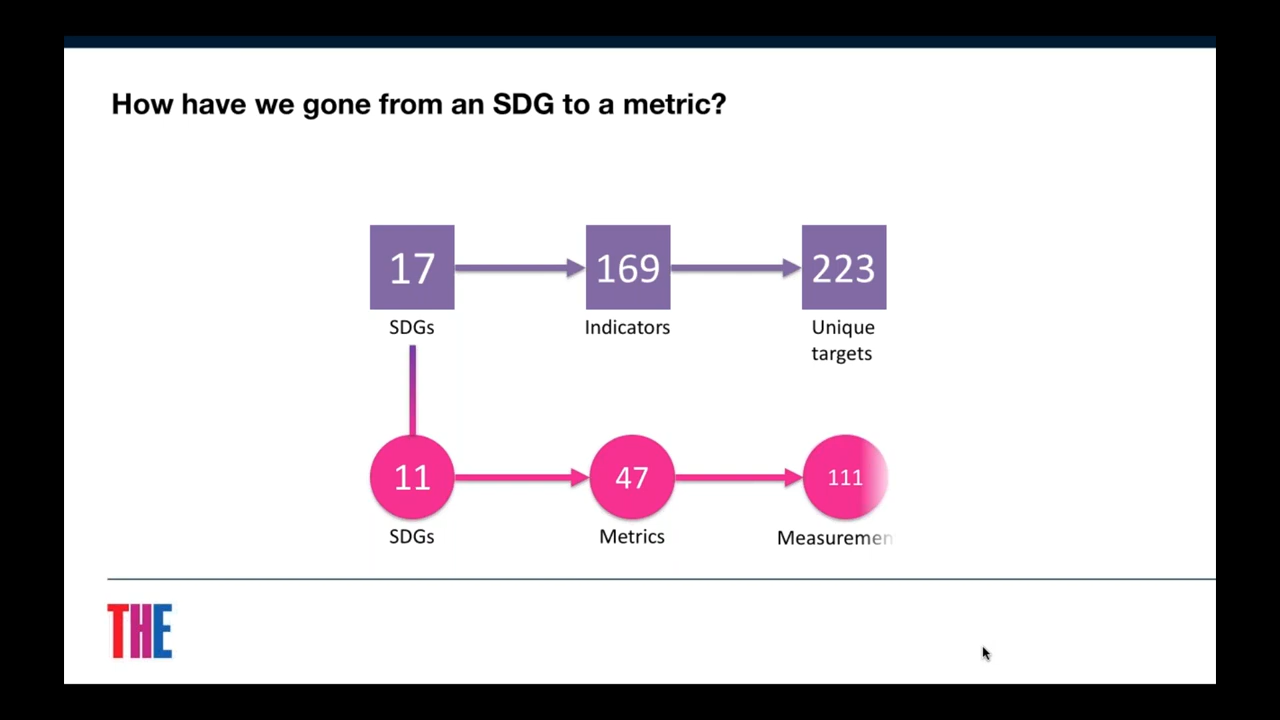 How have we gone from an SDG to a metric?
17
169
223
SDGs
Indicators
Unique
targets
11
47
111
SDGs
Metrics
Measuremen
THE